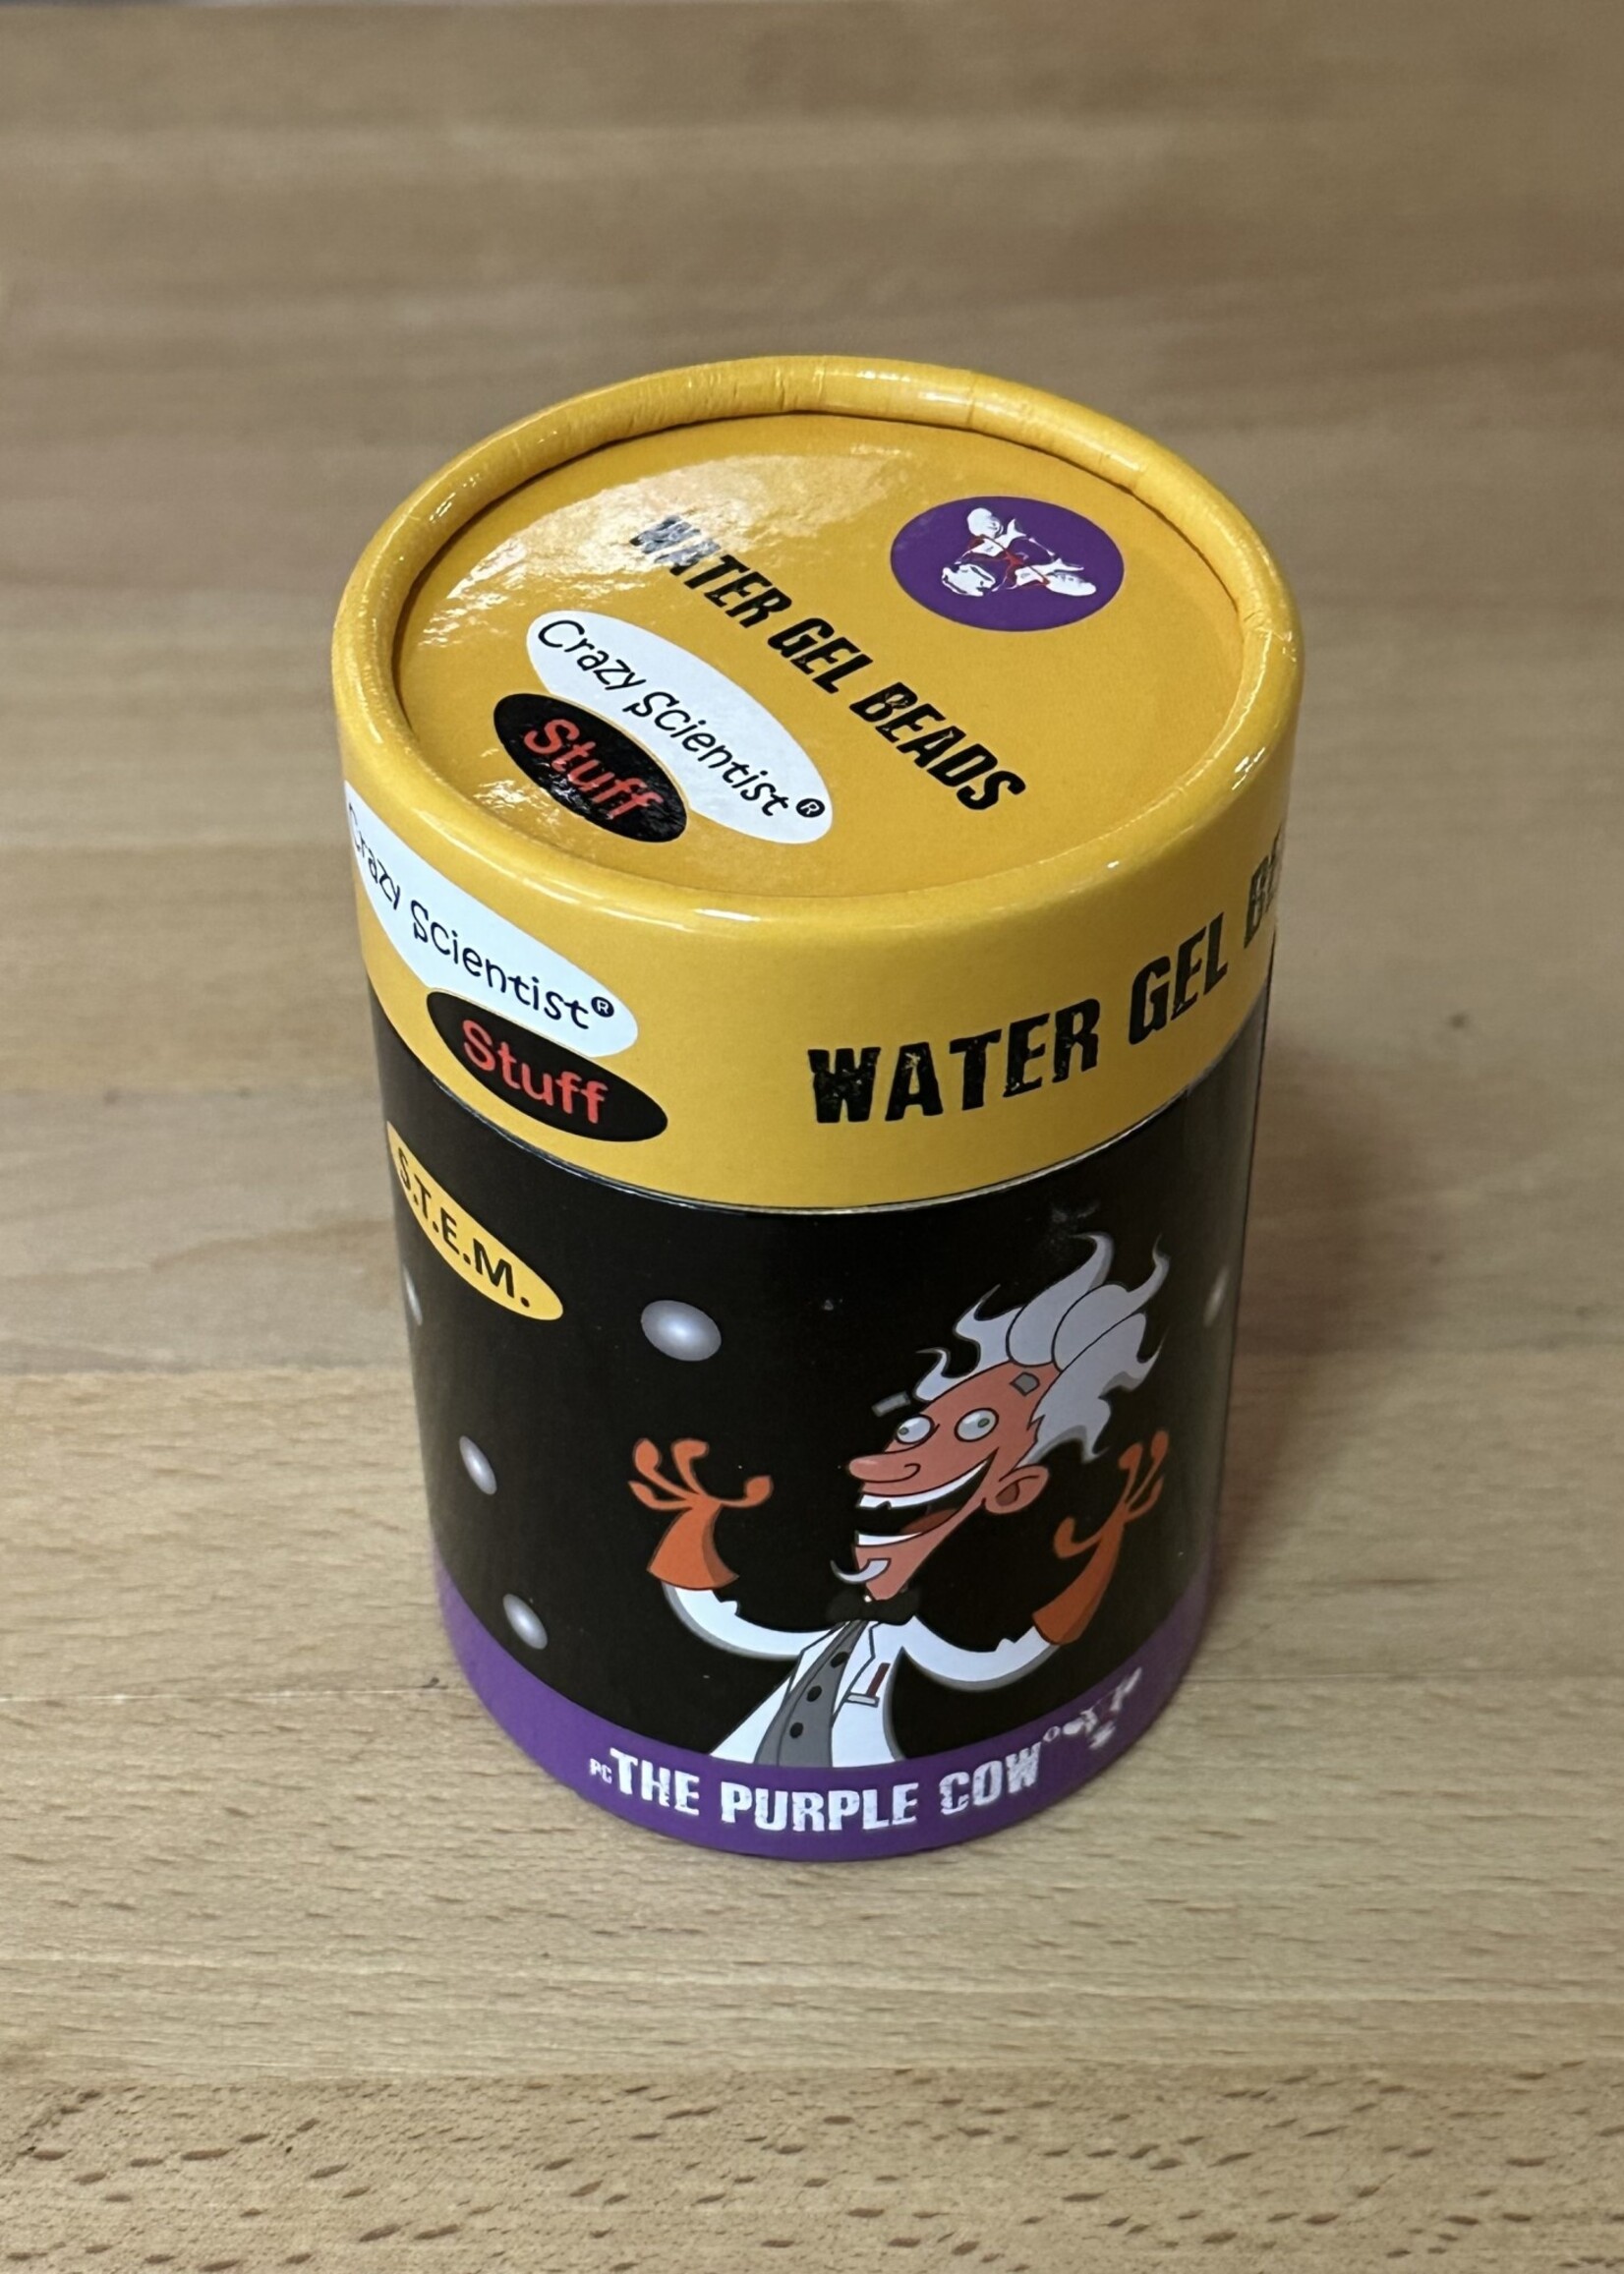 WATER GEL BEADS
Crazy Scientist®
Stuff
Crazy Scientist®
Stuff
WATER GEL
S.T.E.M.
PC THE PURPLE COW